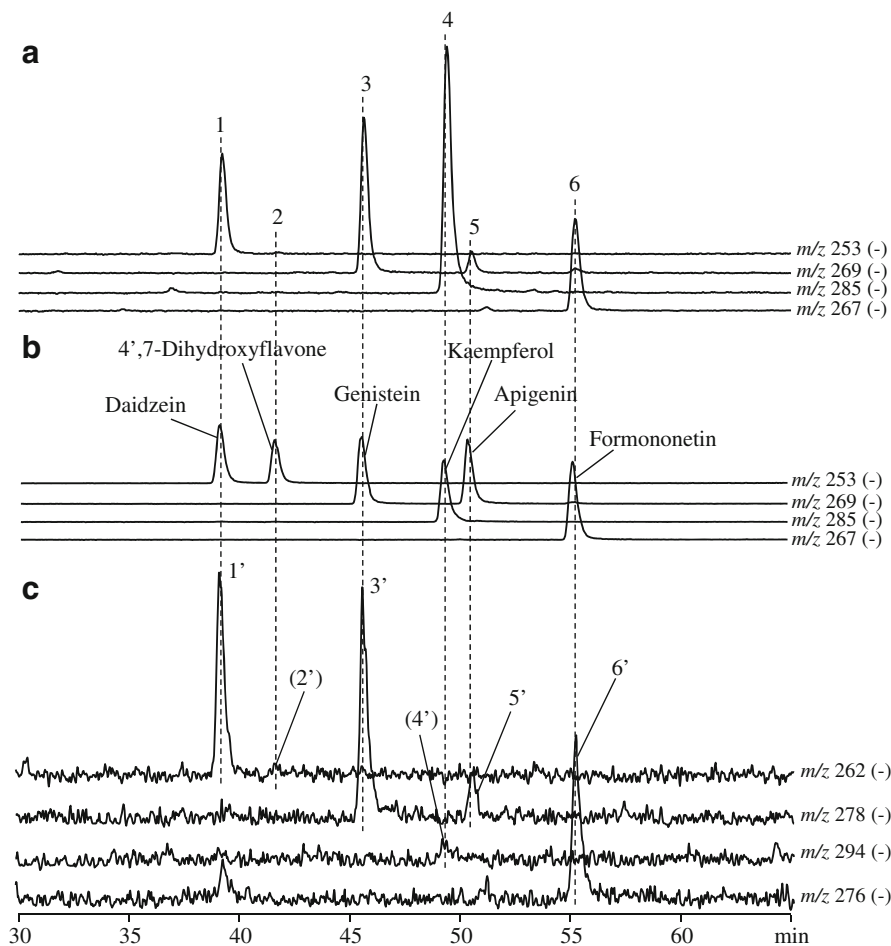 a
4
3
1
6
2
5
m/z 253 (-)
m/z 269 (-)
m/z 285 (-)
m/z 267 (-)
b
4',7-Dihydroxyflavone
Kaempferol
Daidzein
Genistein
Apigenin
Formononetin
m/z 253 (-)
m/z 269 (-)
m/z 285 (-)
m/z 267 (-)
c
1’
3’
(2’)
(4’)
5’
6’
m/z 262 (-)
m/z 278 (-)
m/z 294 (-)
m/z 276 (-)
30 35 40 45 50 55 60 min